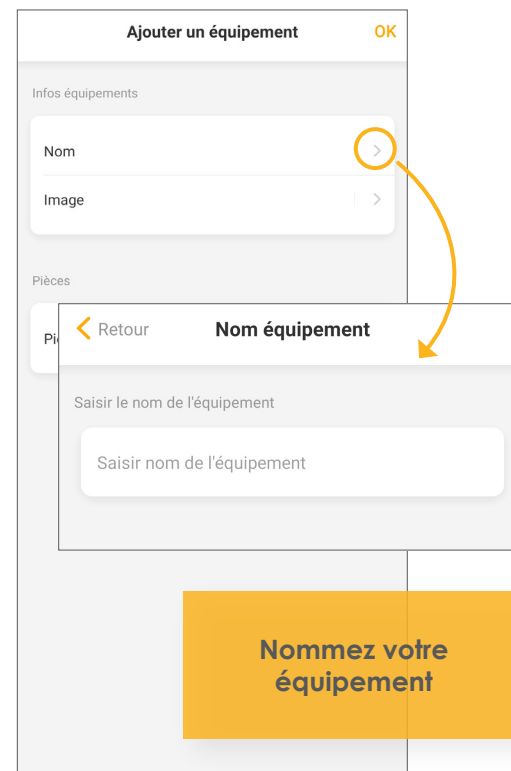 Ajouter un équipement OK
Infos équipements
Nom
Image
Pièces
Retour Nom équipement
Saisir le nom de l'équipement
Saisir nom de l'équipement
Nommez votre
équipement